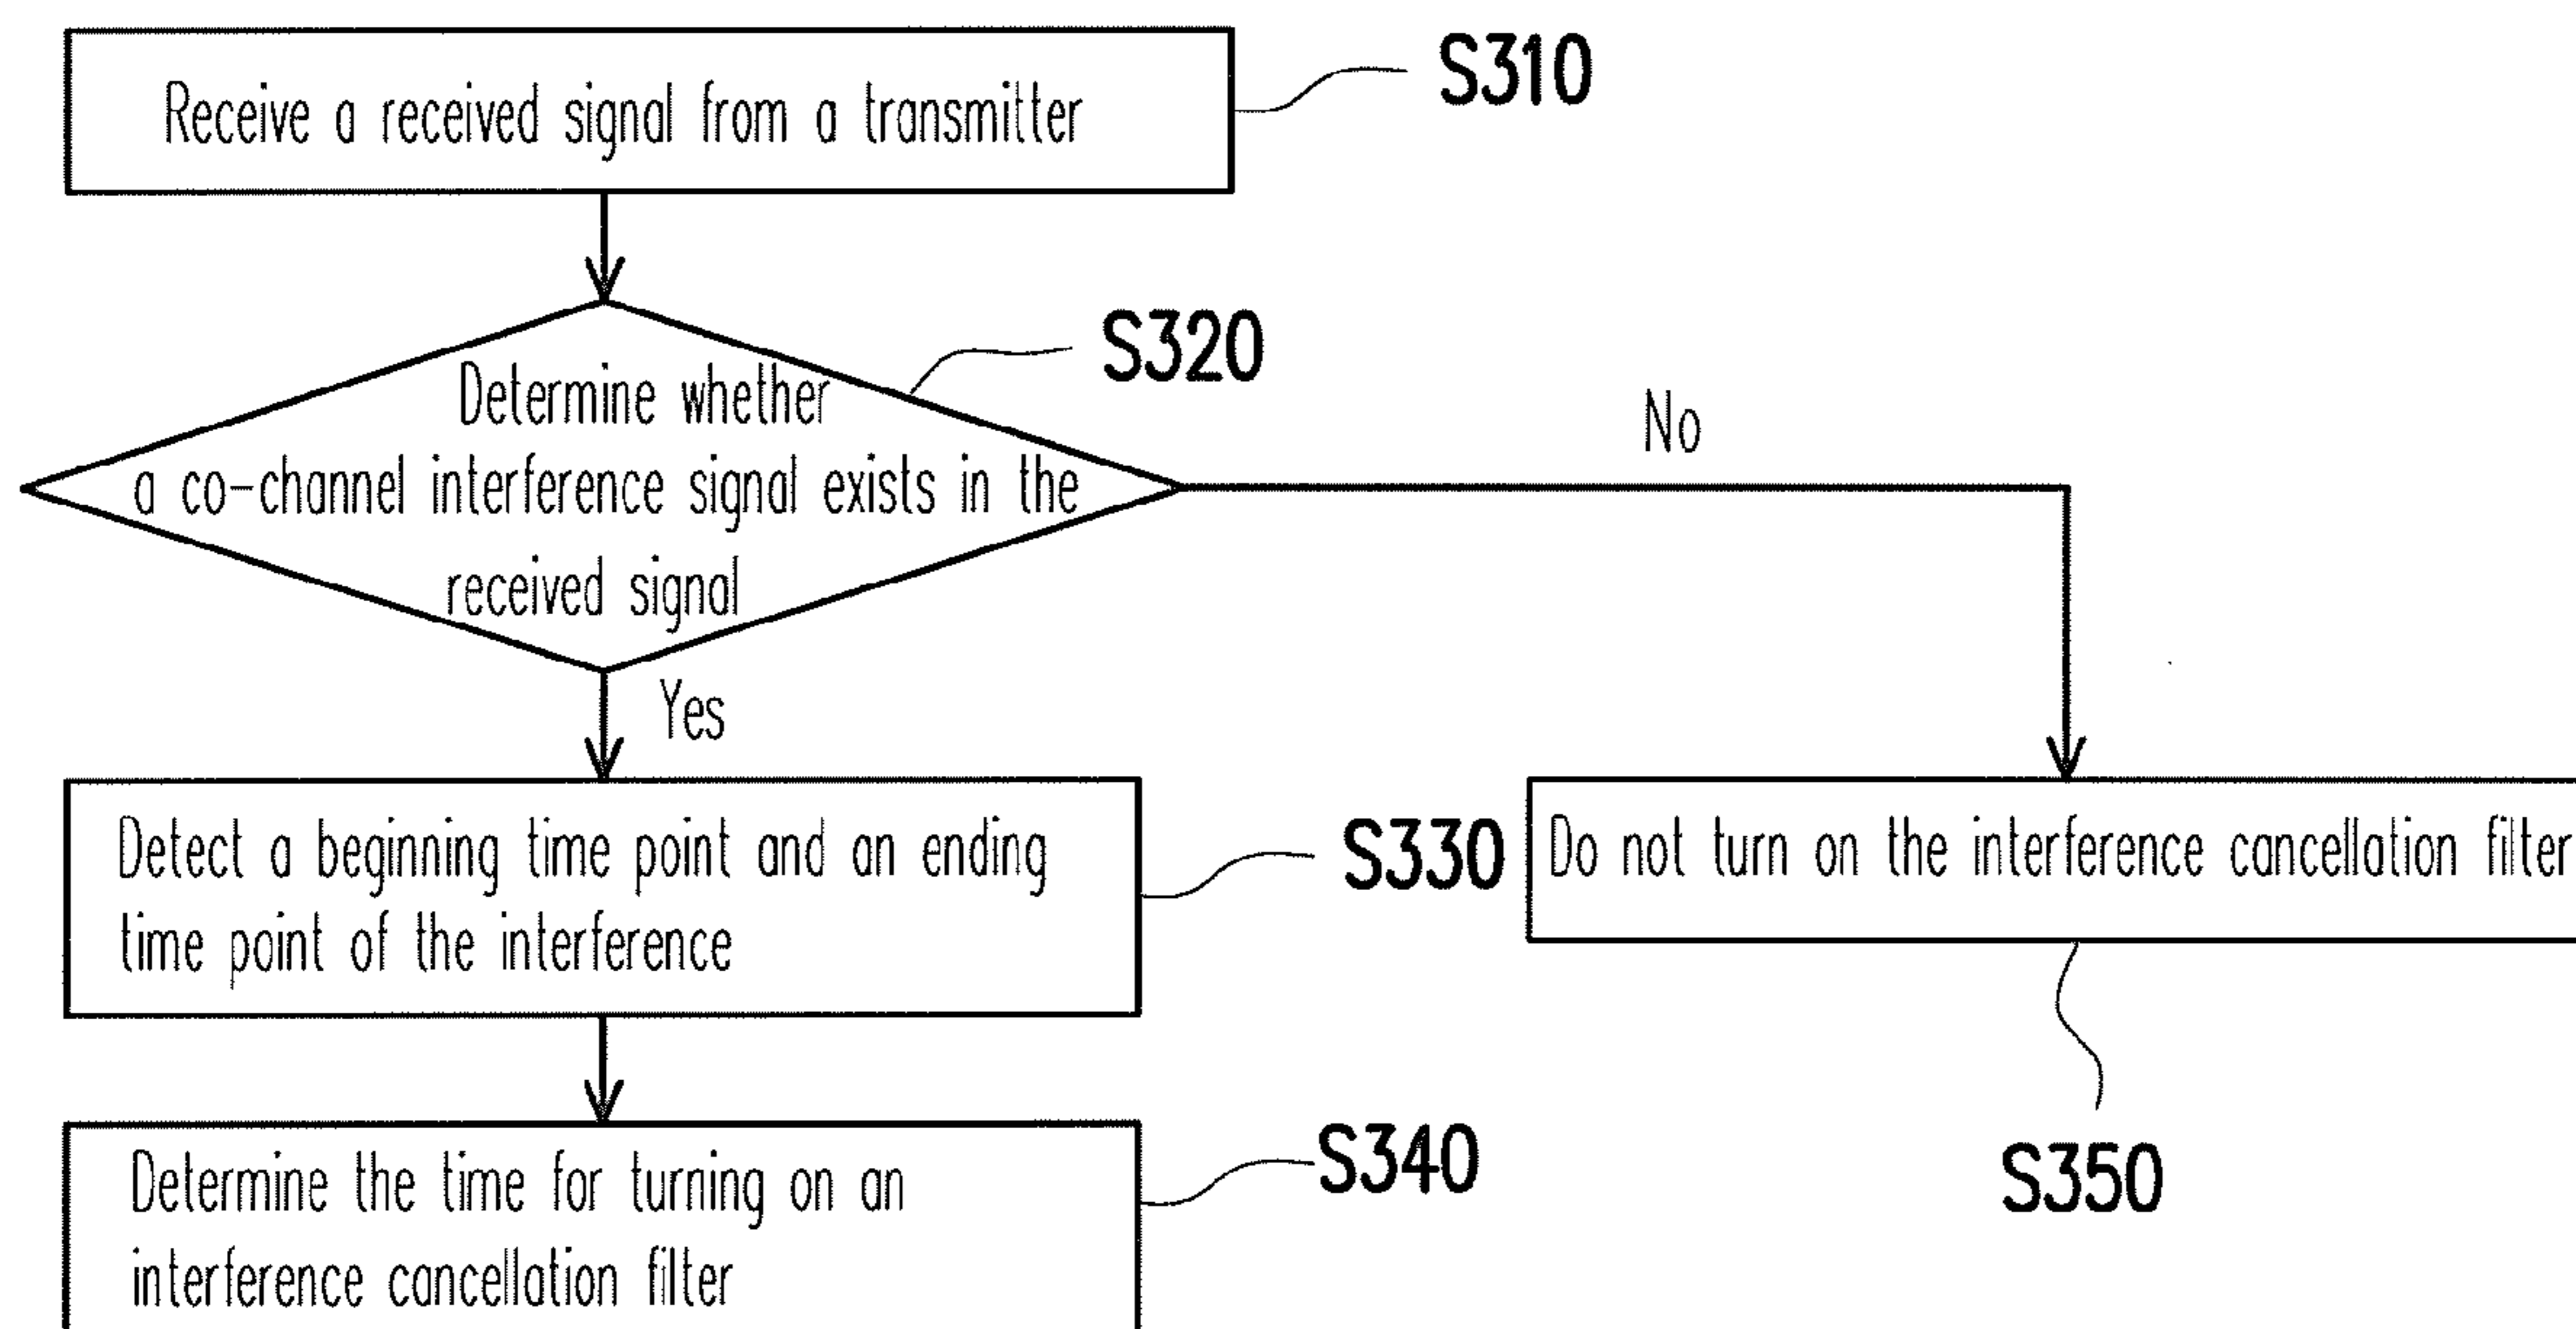 Receive a received signal from a transmitter
S310
Determine whether
a co-channel interference signal exists in the
received signal
S320
No
Yes
Detect a beginning time point and an ending
time point of the interference
S330
Do not turn on the interference cancellation filter
S350
Determine the time for turning on an
interference cancellation filter
S340